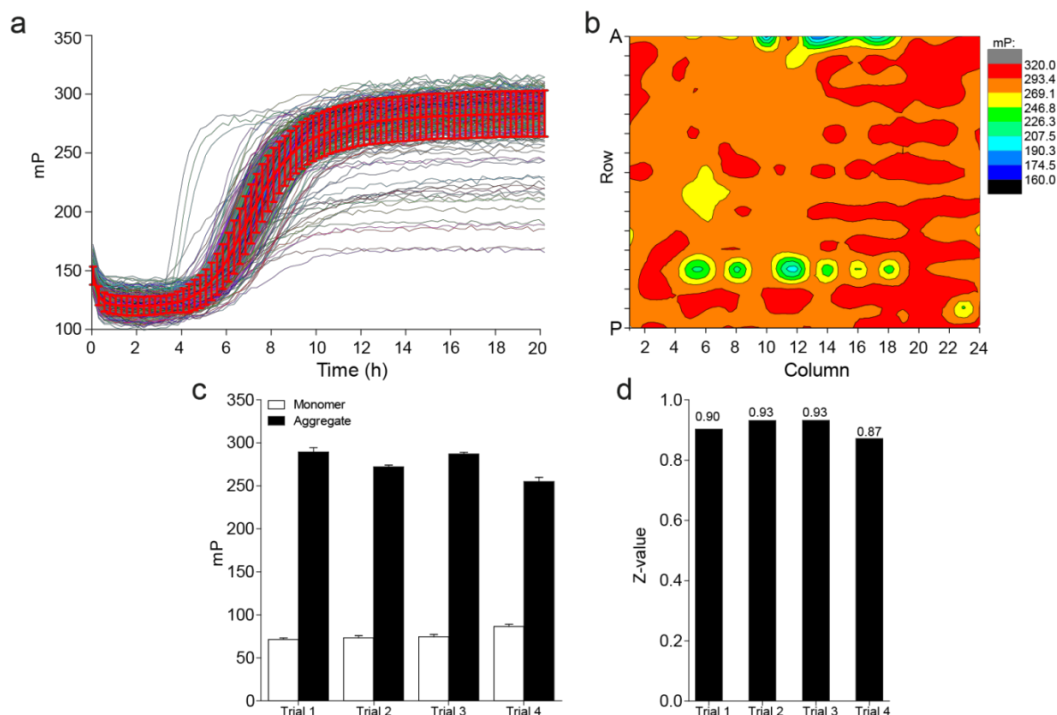 a
350
300
250
200
150
100
mP
0 2 4 6 8 10 12 14 16 18 20
Time (h)
b
A
P
Row
2 4 6 8 10 12 14 16 18 20 22 24
Column
mP:
320.0
293.4
269.1
246.8
226.3
207.5
190.3
174.5
160.0
c
350
300
250
200
150
100
50
0
mP
Monomer
Aggregate
Trial 1 Trial 2 Trial 3 Trial 4
d
1.0
0.8
0.6
0.4
0.2
0.0
Z-value
0.90 0.93 0.93 0.87
Trial 1 Trial 2 Trial 3 Trial 4